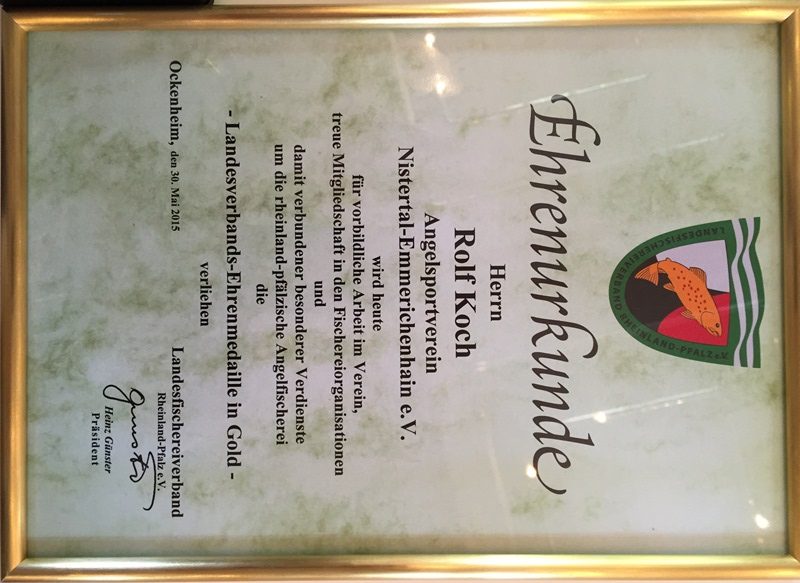 LANDESFISCHEREIVERBAND RHEINLAND-PFALZ e.V.
Ehrenurkunde
Herrn
Rolf Koch
Angelsportverein
Nistertal-Emmerichenhain e.V.
wird heute
für vorbildliche Arbeit im Verein,
treue Mitgliedschaft in den Fischereiorganisationen
und
damit verbundener besonderer Verdienste
um die rheinland-pfälzische Angelfischerei
die
- Landesverbands-Ehrenmedaille in Gold -
verliehen
Ockenheim, den 30. Mai 2015
Landesfischereiverband
Rheinland-Pfalz e.V.
Heinz Günster
Präsident